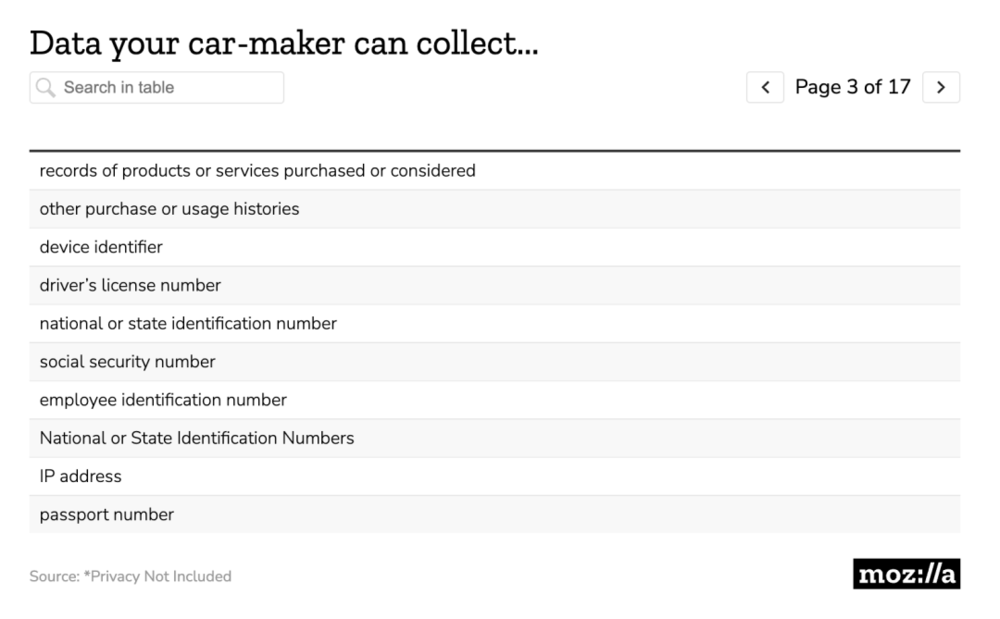 Data your car-maker can collect...
Search in table
Page 3 of 17
records of products or services purchased or considered
other purchase or usage histories
device identifier
driver’s license number
national or state identification number
social security number
employee identification number
National or State Identification Numbers
IP address
passport number
Source: *Privacy Not Included
moz://a